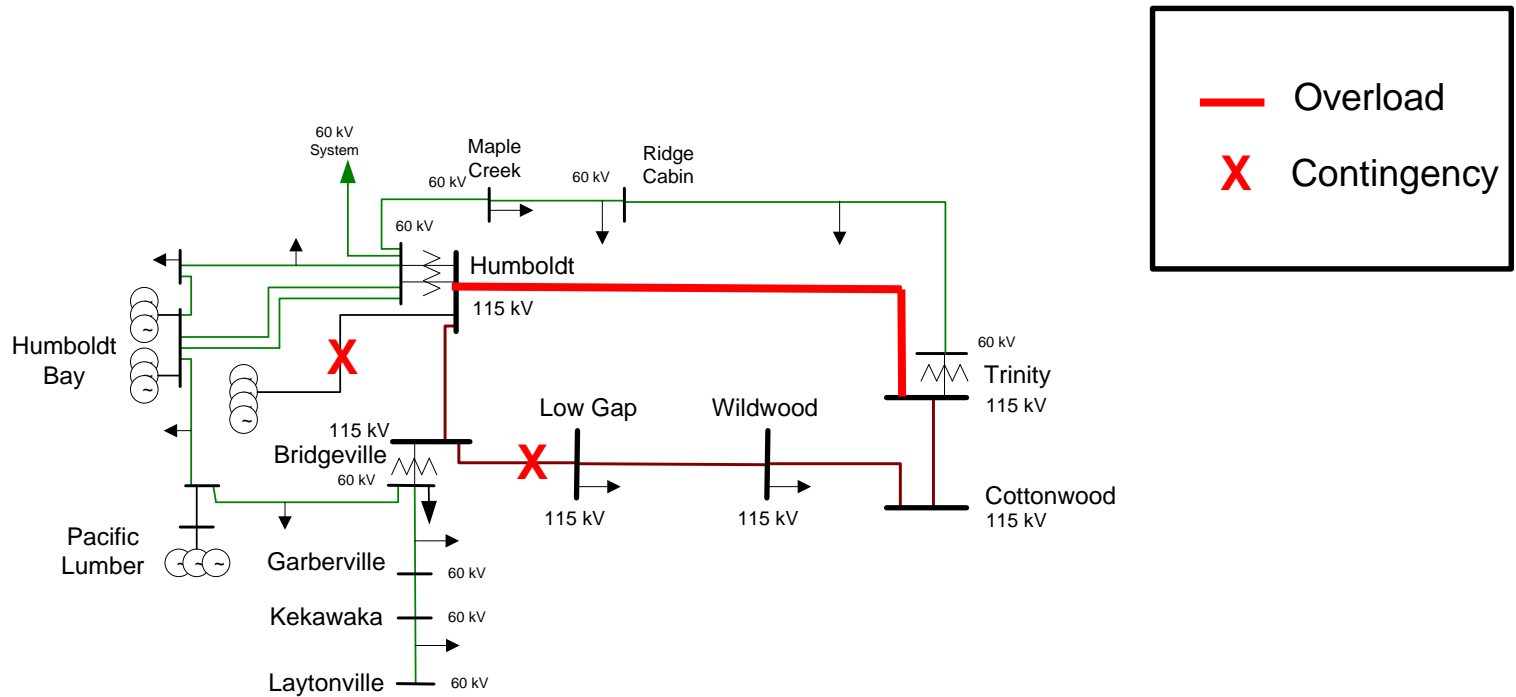 Overload
X Contingency
60 kV
System
Maple
Creek
60 kV
Ridge
Cabin
60 kV
60 kV
Humboldt
115 kV
Humboldt
Bay
~
~
~
X
60 kV
Trinity
115 kV
Low Gap
Wildwood
115 kV
Bridgeville
60 kV
X
115 kV
115 kV
Cottonwood
115 kV
Pacific
Lumber
~ ~ ~
Garberville
60 kV
Kekawaka
60 kV
Laytonville
60 kV